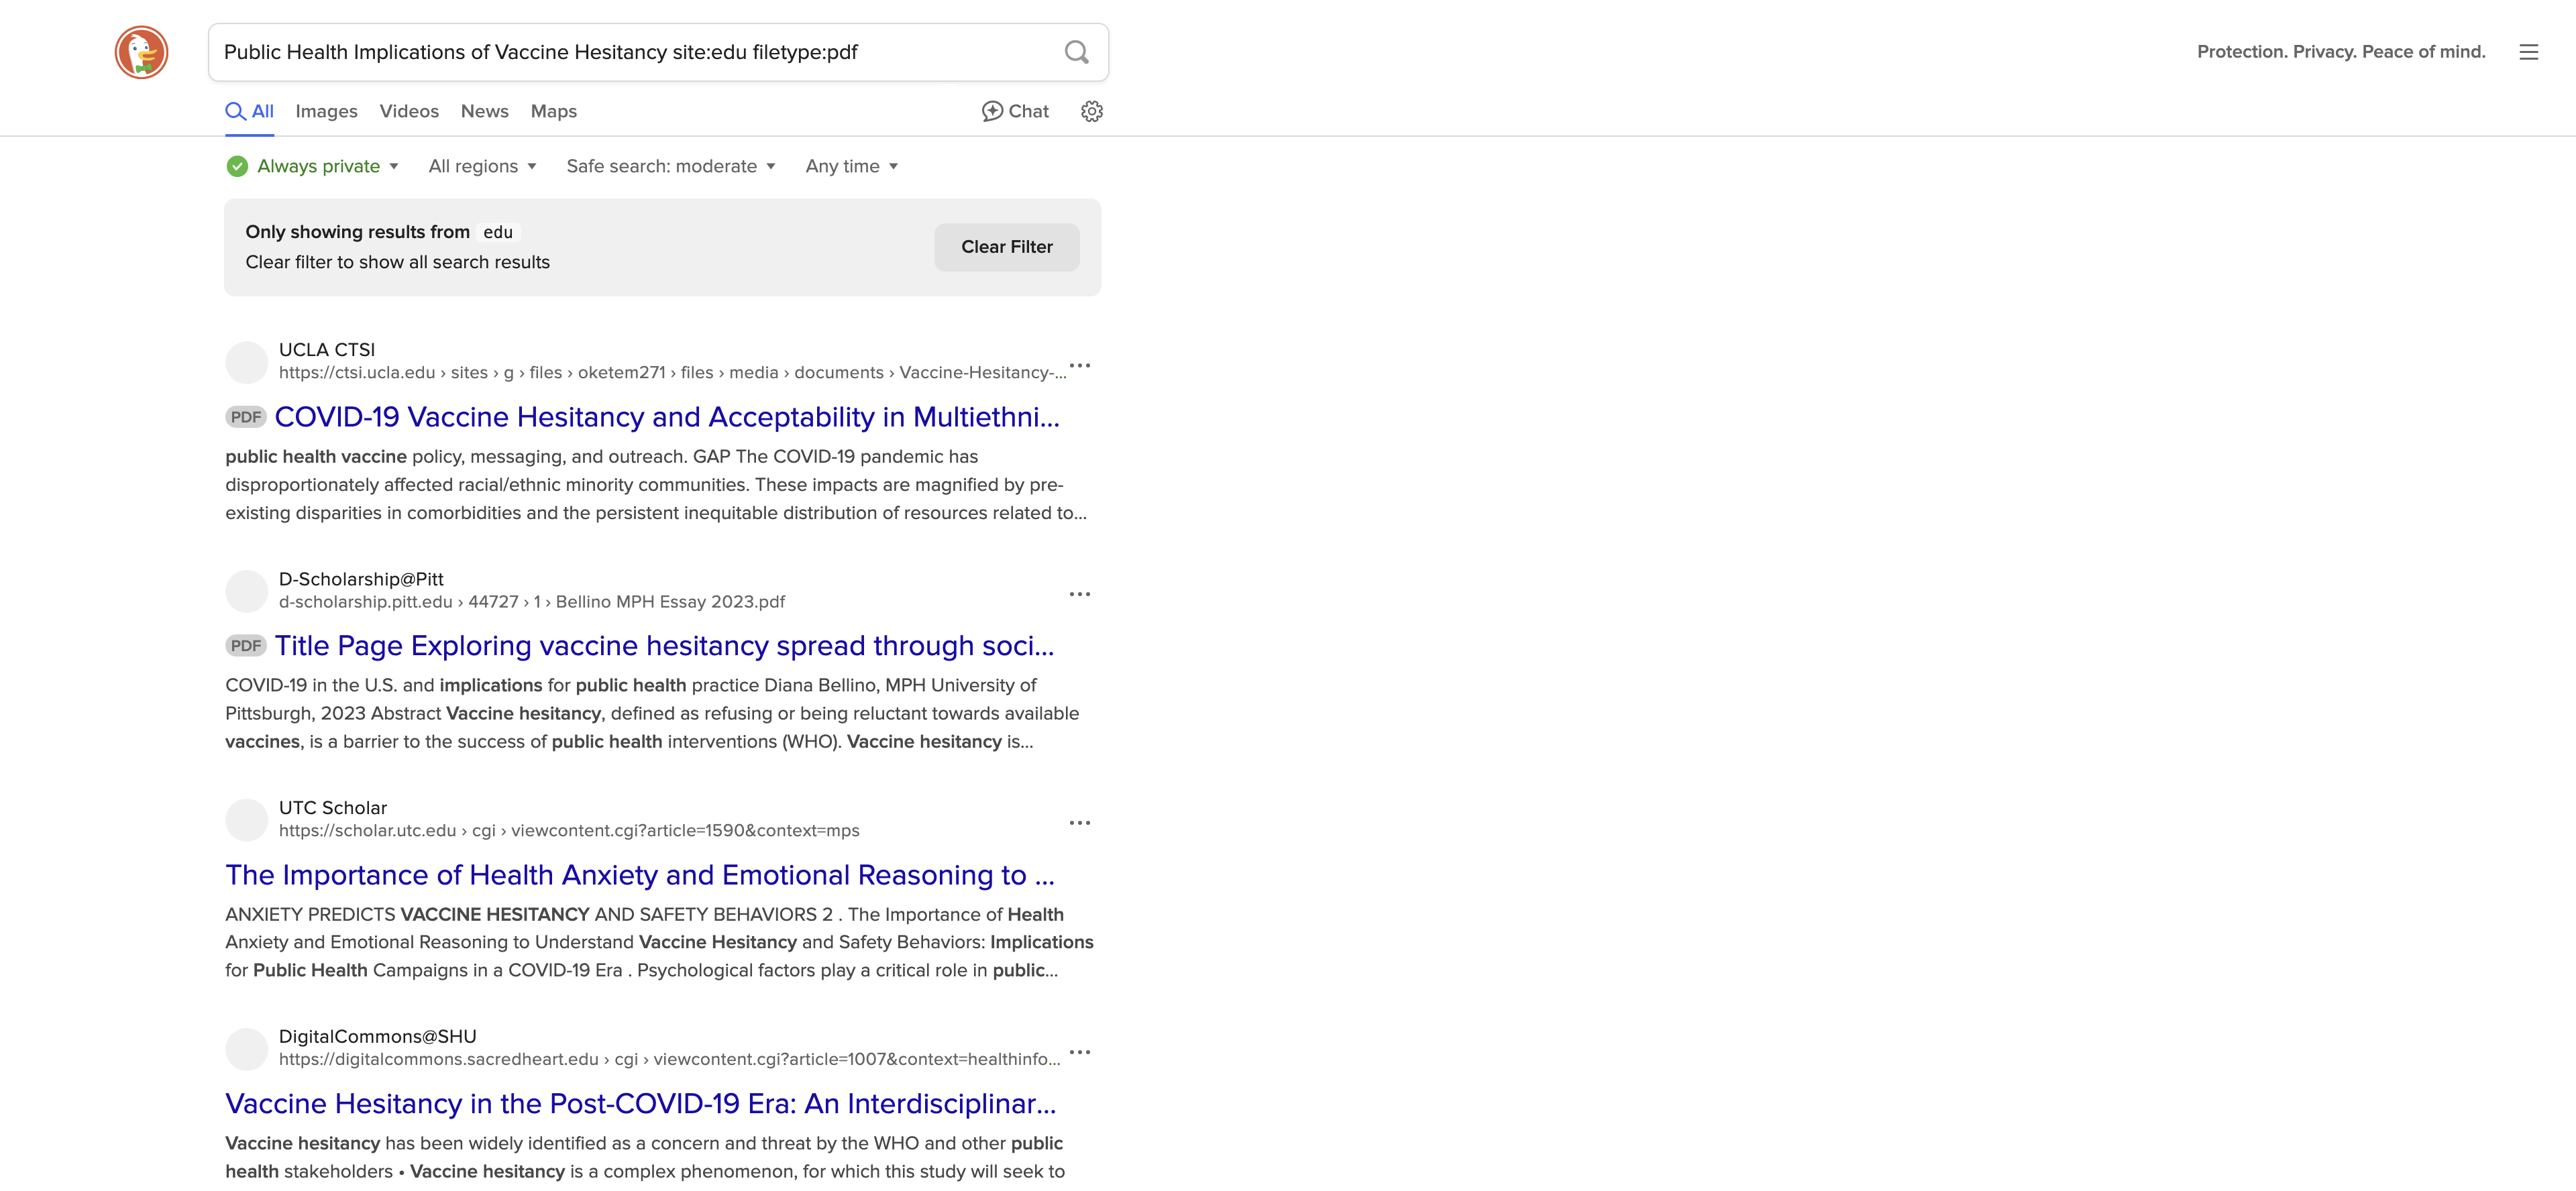 Public Health Implications of Vaccine Hesitancy site:edu filetype:pdf
Protection. Privacy. Peace of mind.
All Images Videos News Maps Chat
Always private All regions Safe search: moderate Any time
Only showing results from edu
Clear filter to show all search results
Clear Filter
UCLA CTSI
https://ctsi.ucla.edu › sites › g › files › oketem271 › files › media › documents › Vaccine-Hesitancy-...
PDF COVID-19 Vaccine Hesitancy and Acceptability in Multiethni...
public health vaccine policy, messaging, and outreach. GAP The COVID-19 pandemic has
disproportionately affected racial/ethnic minority communities. These impacts are magnified by pre-
existing disparities in comorbidities and the persistent inequitable distribution of resources related to...
D-Scholarship@Pitt
d-scholarship.pitt.edu › 44727 › 1 › Bellino MPH Essay 2023.pdf
PDF Title Page Exploring vaccine hesitancy spread through soci...
COVID-19 in the U.S. and implications for public health practice Diana Bellino, MPH University of
Pittsburgh, 2023 Abstract Vaccine hesitancy, defined as refusing or being reluctant towards available
vaccines, is a barrier to the success of public health interventions (WHO). Vaccine hesitancy is...
UTC Scholar
https://scholar.utc.edu › cgi › viewcontent.cgi?article=1590&context=mps
The Importance of Health Anxiety and Emotional Reasoning to ...
ANXIETY PREDICTS VACCINE HESITANCY AND SAFETY BEHAVIORS 2 . The Importance of Health
Anxiety and Emotional Reasoning to Understand Vaccine Hesitancy and Safety Behaviors: Implications
for Public Health Campaigns in a COVID-19 Era . Psychological factors play a critical role in public...
DigitalCommons@SHU
https://digitalcommons.sacredheart.edu › cgi › viewcontent.cgi?article=1007&context=healthinfo...
Vaccine Hesitancy in the Post-COVID-19 Era: An Interdisciplinar...
Vaccine hesitancy has been widely identified as a concern and threat by the WHO and other public
health stakeholders • Vaccine hesitancy is a complex phenomenon, for which this study will seek to